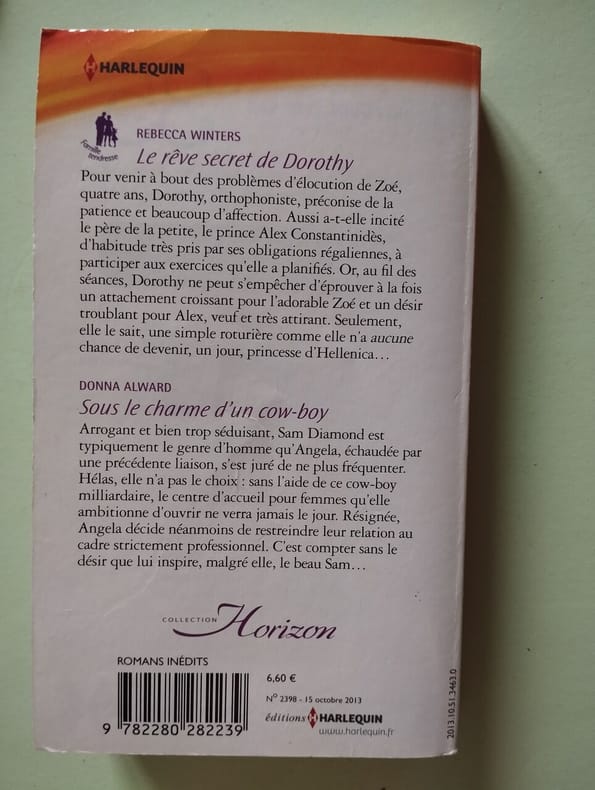 HARLEQUIN
Famille tendresse
REBECCA WINTERS
Le rêve secret de Dorothy
Pour venir à bout des problèmes d'élocution de Zoé,
quatre ans, Dorothy, orthophoniste, préconise de la
patience et beaucoup d'affection. Aussi a-t-elle incité
le père de la petite, le prince Alex Constantinidès,
d'habitude très pris par ses obligations régaliennes, à
participer aux exercices qu'elle a planifiés. Or, au fil des
séances, Dorothy ne peut s'empêcher d'éprouver à la fois
un attachement croissant pour l'adorable Zoé et un désir
troublant pour Alex, veuf et très attirant. Seulement,
elle le sait, une simple roturière comme elle n'a aucune
chance de devenir, un jour, princesse d'Hellenica...
DONNA ALWARD
Sous le charme d'un cow-boy
Arrogant et bien trop séduisant, Sam Diamond est
typiquement le genre d'homme qu'Angela, échaudée par
une précédente liaison, s'est juré de ne plus fréquenter.
Hélas, elle n'a pas le choix : sans l'aide de ce cow-boy
milliardaire, le centre d'accueil pour femmes qu'elle
ambitionne d'ouvrir ne verra jamais le jour. Résignée,
Angela décide néanmoins de restreindre leur relation au
cadre strictement professionnel. C'est compter sans le
désir que lui inspire, malgré elle, le beau Sam...
COLLECTION Horizon
ROMANS INÉDITS
6,60 €
N° 2398 - 15 octobre 2013
éditions HARLEQUIN
www.harlequin.fr
9 782280 282239
2013.10.51.3463.0